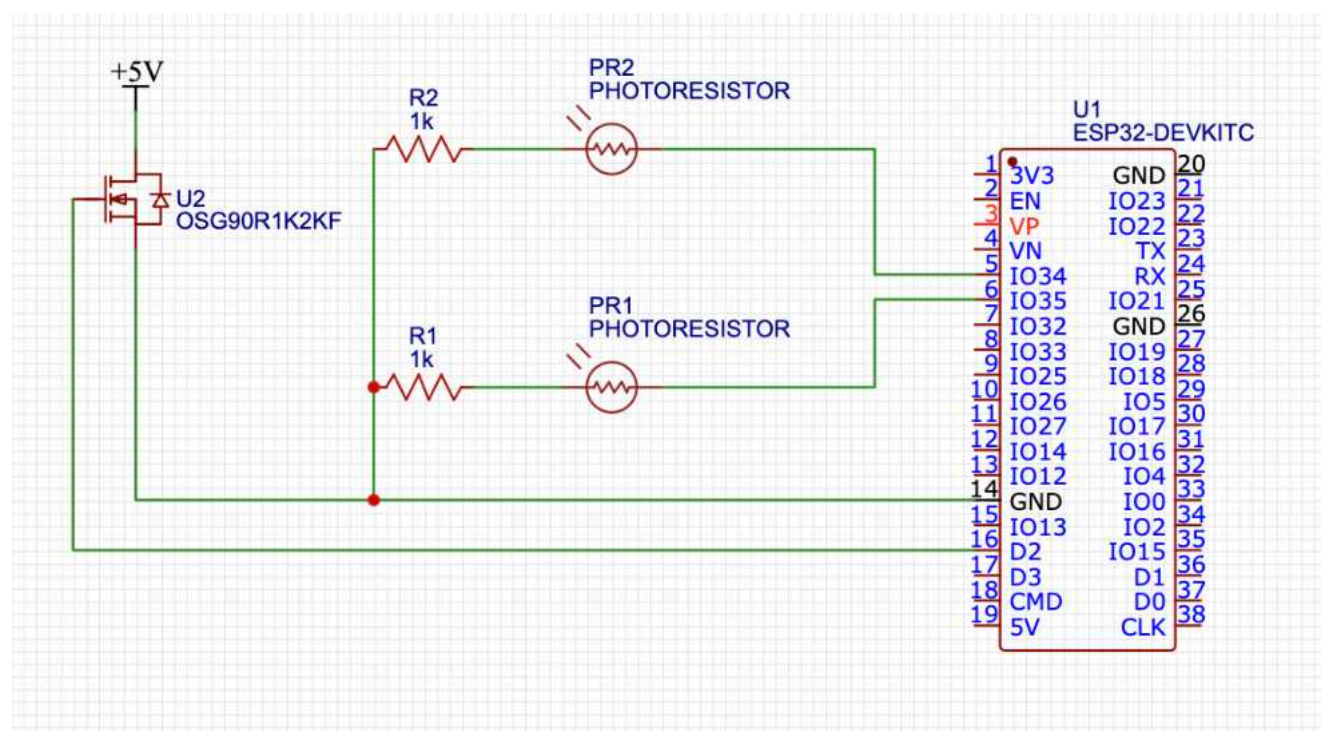 +5V
U2
OSG90R1K2KF
R2
1k
PR2
PHOTORESISTOR
R1
1k
PR1
PHOTORESISTOR
U1
ESP32-DEVKITC
1 3V3 GND 20
2 EN IO23 21
3 VP IO22 22
4 VN TX 23
5 IO34 RX 24
6 IO35 IO21 25
7 IO32 GND 26
8 IO33 IO19 27
9 IO25 IO18 28
10 IO26 IO5 29
11 IO27 IO17 30
12 IO14 IO16 31
13 IO12 IO4 32
14 GND IO0 33
15 IO13 IO2 34
16 D2 IO15 35
17 D3 D1 36
18 CMD D0 37
19 5V CLK 38